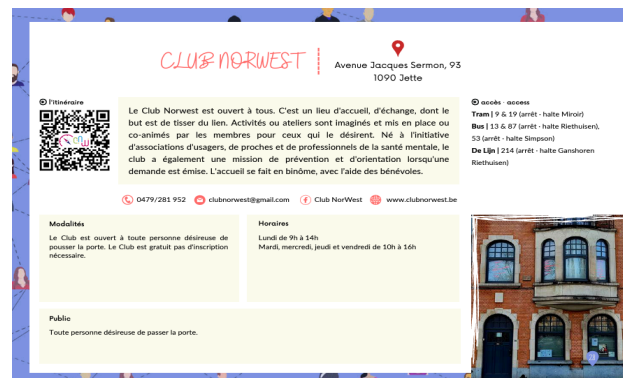 CLUB NORWEST
Avenue Jacques Sermon, 93
1090 Jette
l'itinéraire
Le Club Norwest est ouvert à tous. C'est un lieu d'accueil, d'échange, dont le
but est de tisser du lien. Activités ou ateliers sont imaginés et mis en place ou
co-animés par les membres pour ceux qui le désirent. Né à l'initiative
d'associations d'usagers, de proches et de professionnels de la santé mentale, le
club a également une mission de prévention et d'orientation lorsqu'une
demande est émise. L'accueil se fait en binôme, avec l'aide des bénévoles.
accès - access
Tram | 9 & 19 (arrêt - halte Miroir)
Bus | 13 & 87 (arrêt - halte Riethuisen),
53 (arrêt - halte Simpson)
De Lijn | 214 (arrêt - halte Ganshoren
Riethuisen)
0479/281 952 clubnorwest@gmail.com Club NorWest www.clubnorwest.be
Modalités
Le Club est ouvert à toute personne désireuse de
pousser la porte. Le Club est gratuit pas d'inscription
nécessaire.
Horaires
Lundi de 9h à 14h
Mardi, mercredi, jeudi et vendredi de 10h à 16h
Public
Toute personne désireuse de passer la porte.